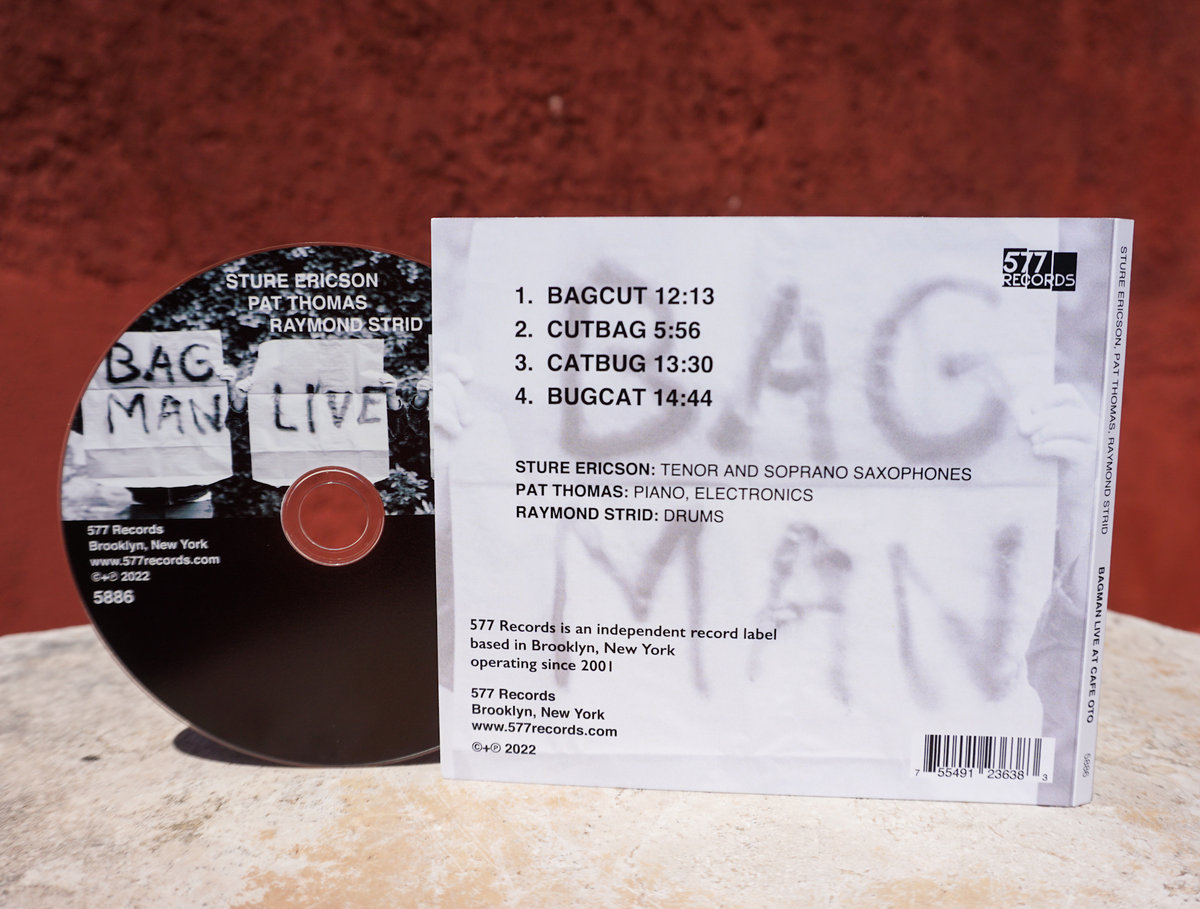 STURE ERICSON
PAT THOMAS
RAYMOND STRID
BAG
MAN
LIVE
577 Records
Brooklyn, New York
www.577records.com
©+℗ 2022
5886
577
RECORDS
1. BAGCUT 12:13
2. CUTBAG 5:56
3. CATBUG 13:30
4. BUGCAT 14:44
STURE ERICSON: TENOR AND SOPRANO SAXOPHONES
PAT THOMAS: PIANO, ELECTRONICS
RAYMOND STRID: DRUMS
BAG
MAN
577 Records is an independent record label
based in Brooklyn, New York
operating since 2001
577 Records
Brooklyn, New York
www.577records.com
©+℗ 2022
7 55491 23638 3
STURE ERICSON, PAT THOMAS, RAYMOND STRID BAGMAN LIVE AT CAFE OTO 5886